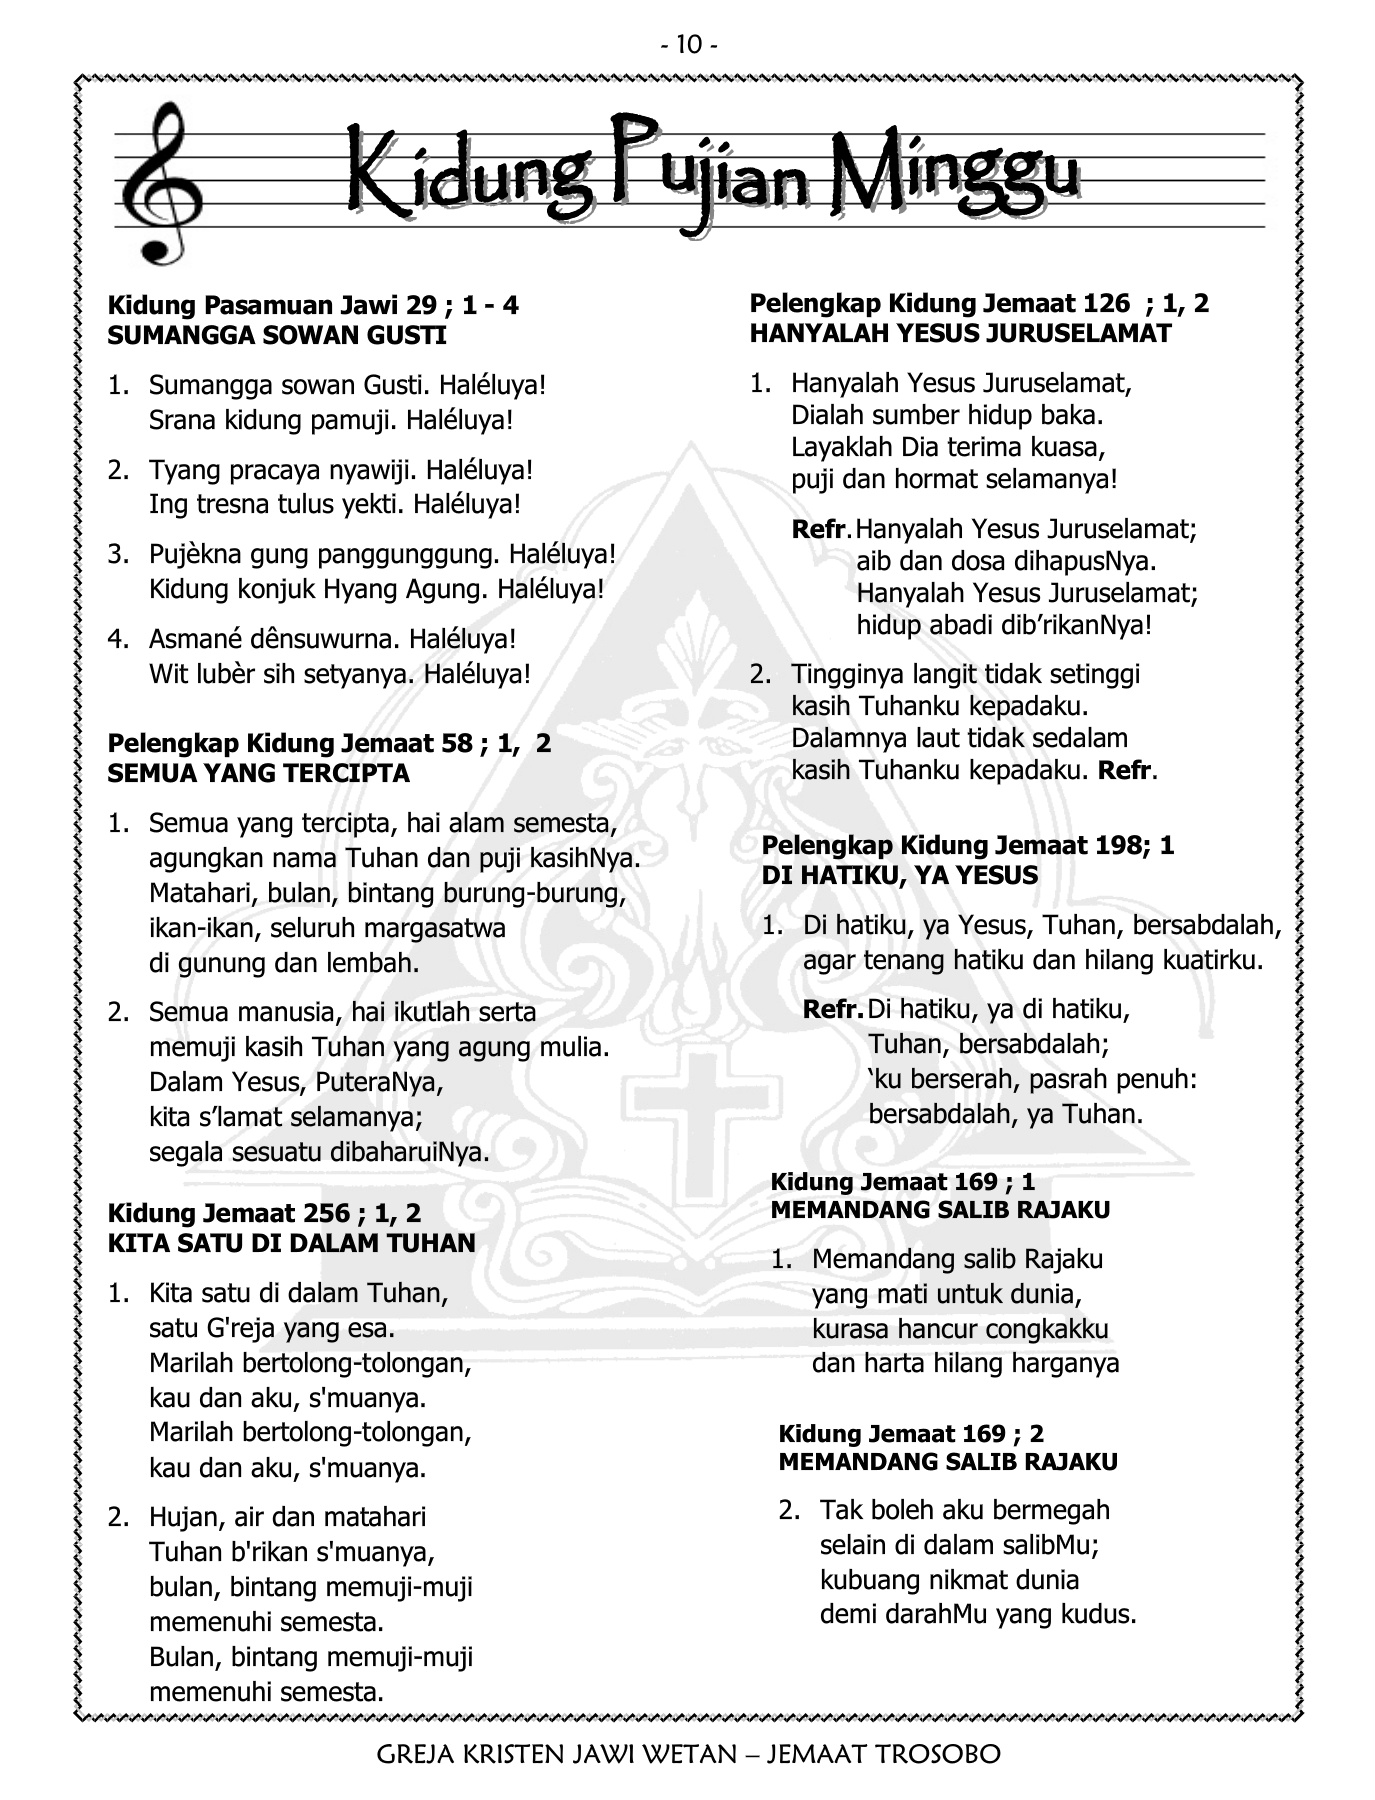 - 10 -
Kidung Pujian Minggu
Kidung Pasamuan Jawi 29 ; 1 - 4
SUMANGGA SOWAN GUSTI
1. Sumangga sowan Gusti. Haléluya!
Srana kidung pamuji. Haléluya!
2. Tyang pracaya nyawiji. Haléluya!
Ing tresna tulus yekti. Haléluya!
3. Pujèkna gung panggunggung. Haléluya!
Kidung konjuk Hyang Agung. Haléluya!
4. Asmané dênsuwurna. Haléluya!
Wit lubèr sih setyanya. Haléluya!
Pelengkap Kidung Jemaat 58 ; 1, 2
SEMUA YANG TERCIPTA
1. Semua yang tercipta, hai alam semesta,
agungkan nama Tuhan dan puji kasihNya.
Matahari, bulan, bintang burung-burung,
ikan-ikan, seluruh margasatwa
di gunung dan lembah.
2. Semua manusia, hai ikutlah serta
memuji kasih Tuhan yang agung mulia.
Dalam Yesus, PuteraNya,
kita s’lamat selamanya;
segala sesuatu dibaharuiNya.
Kidung Jemaat 256 ; 1, 2
KITA SATU DI DALAM TUHAN
1. Kita satu di dalam Tuhan,
satu G'reja yang esa.
Marilah bertolong-tolongan,
kau dan aku, s'muanya.
Marilah bertolong-tolongan,
kau dan aku, s'muanya.
2. Hujan, air dan matahari
Tuhan b'rikan s'muanya,
bulan, bintang memuji-muji
memenuhi semesta.
Bulan, bintang memuji-muji
memenuhi semesta.
Pelengkap Kidung Jemaat 126 ; 1, 2
HANYALAH YESUS JURUSELAMAT
1. Hanyalah Yesus Juruselamat,
Dialah sumber hidup baka.
Layaklah Dia terima kuasa,
puji dan hormat selamanya!
Refr. Hanyalah Yesus Juruselamat;
aib dan dosa dihapusNya.
Hanyalah Yesus Juruselamat;
hidup abadi dib’rikanNya!
2. Tingginya langit tidak setinggi
kasih Tuhanku kepadaku.
Dalamnya laut tidak sedalam
kasih Tuhanku kepadaku. Refr.
Pelengkap Kidung Jemaat 198; 1
DI HATIKU, YA YESUS
1. Di hatiku, ya Yesus, Tuhan, bersabdalah,
agar tenang hatiku dan hilang kuatirku.
Refr. Di hatiku, ya di hatiku,
Tuhan, bersabdalah;
‘ku berserah, pasrah penuh:
bersabdalah, ya Tuhan.
Kidung Jemaat 169 ; 1
MEMANDANG SALIB RAJAKU
1. Memandang salib Rajaku
yang mati untuk dunia,
kurasa hancur congkakku
dan harta hilang harganya
Kidung Jemaat 169 ; 2
MEMANDANG SALIB RAJAKU
2. Tak boleh aku bermegah
selain di dalam salibMu;
kubuang nikmat dunia
demi darahMu yang kudus.
GREJA KRISTEN JAWI WETAN – JEMAAT TROSOBO